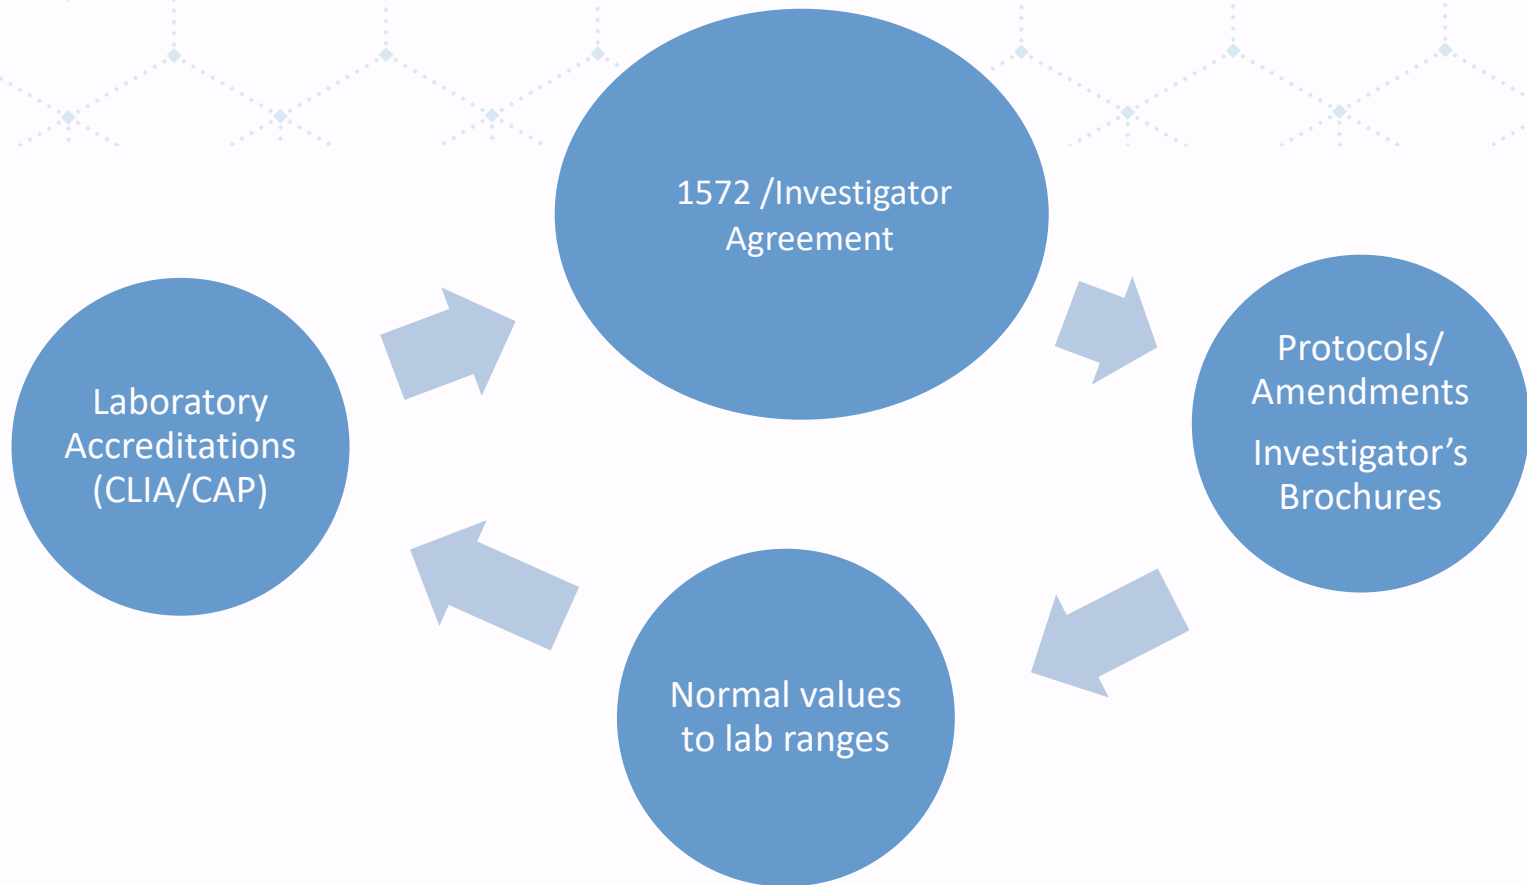 1572 /Investigator
Agreement
Protocols/
Amendments
Investigator’s
Brochures
Normal values
to lab ranges
Laboratory
Accreditations
(CLIA/CAP)